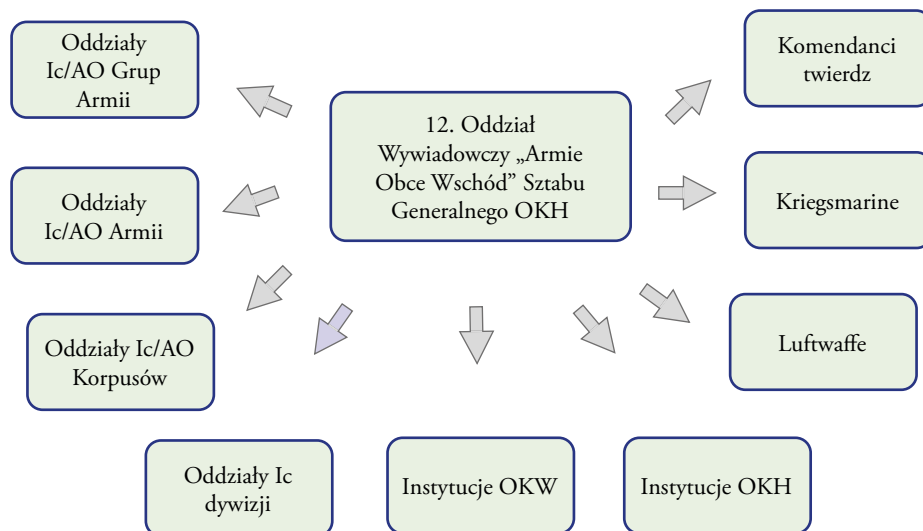 Oddziały
Ic/AO Grup
Armii
Komendanci
twierdz
12. Oddział
Wywiadowczy „Armie
Obce Wschód” Sztabu
Generalnego OKH
Oddziały
Ic/AO Armii
Kriegsmarine
Oddziały Ic/AO
Korpusów
Luftwaffe
Oddziały Ic
dywizji
Instytucje OKW
Instytucje OKH